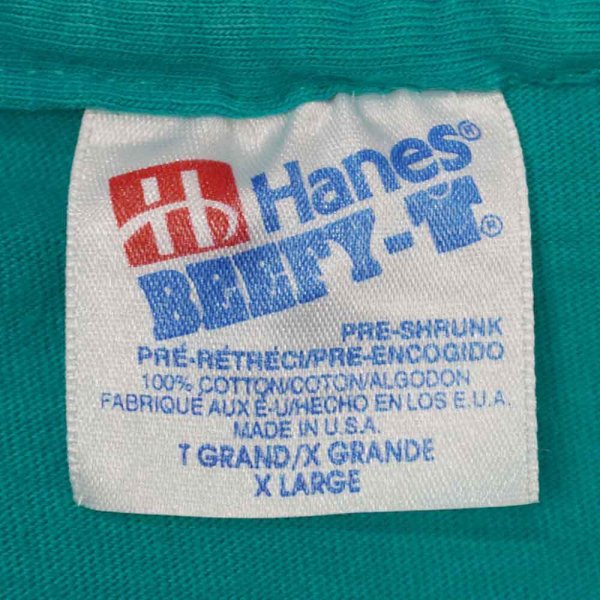 H Hanes®
BEEFY-T®
PRE-SHRUNK
PRÉ-RÉTRÉCI/PRE-ENCOGIDO
100% COTTON/COTON/ALGODON
FABRIQUE AUX É-U/HECHO EN LOS E.U.A.
MADE IN U.S.A.
T GRAND/X GRANDE
X LARGE